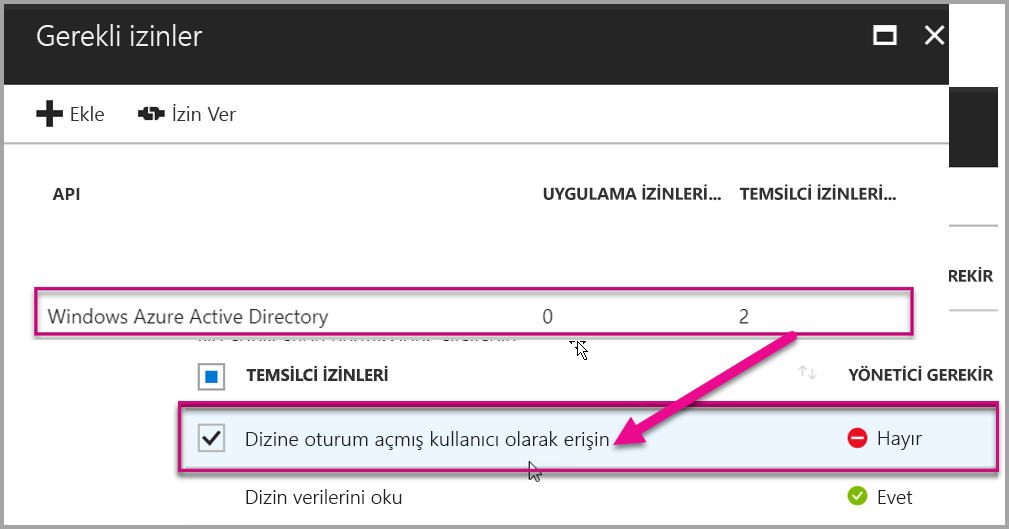 Gerekli izinler
Ekle İzin Ver
API UYGULAMA İZİNLERİ... TEMSİLCİ İZİNLERİ...
REKİR
Windows Azure Active Directory 0 2
TEMSİLCİ İZİNLERİ YÖNETİCİ GEREKİR
Dizine oturum açmış kullanıcı olarak erişin Hayır
Dizin verilerini oku Evet